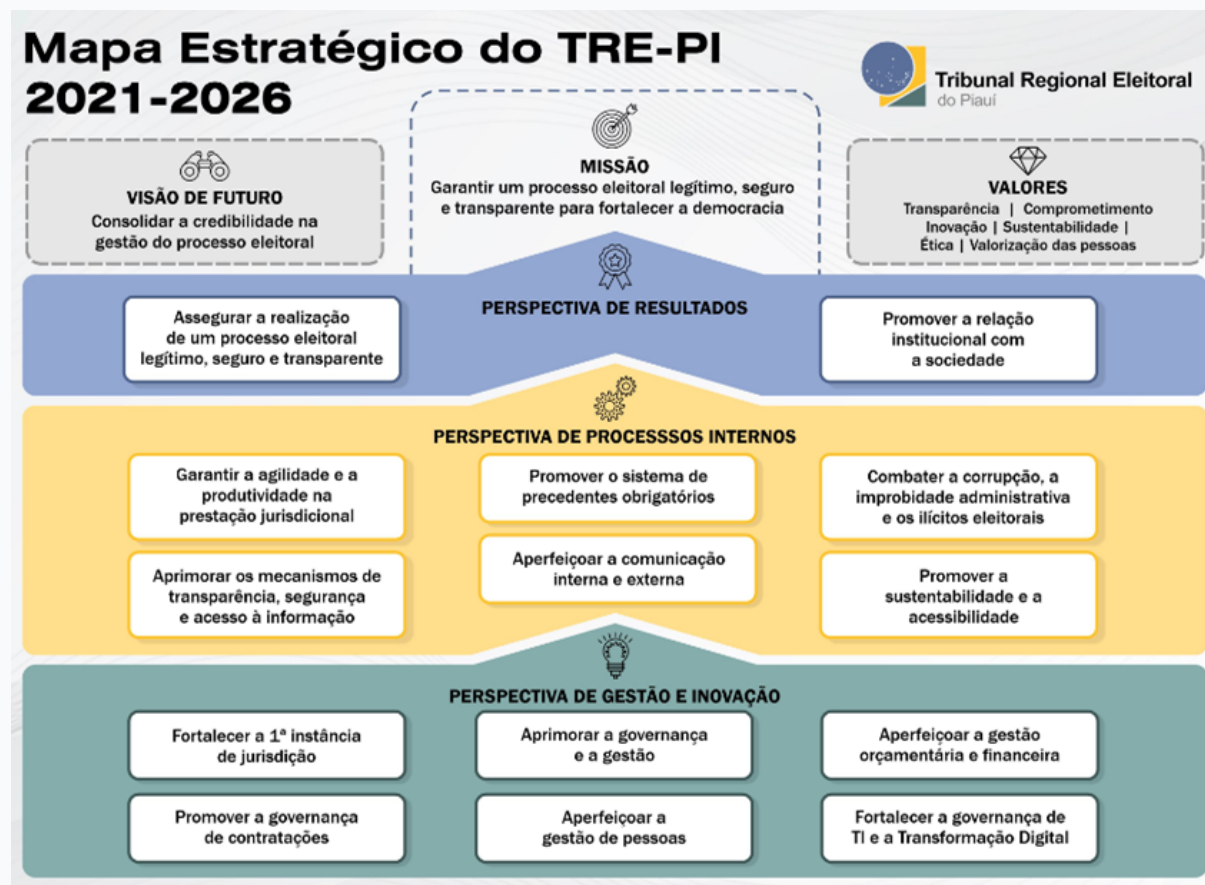 Mapa Estratégico do TRE-PI
2021-2026
Tribunal Regional Eleitoral
do Piauí
VISÃO DE FUTURO
Consolidar a credibilidade na
gestão do processo eleitoral
MISSÃO
Garantir um processo eleitoral legítimo, seguro
e transparente para fortalecer a democracia
VALORES
Transparência | Comprometimento
Inovação | Sustentabilidade |
Ética | Valorização das pessoas
PERSPECTIVA DE RESULTADOS
Assegurar a realização
de um processo eleitoral
legítimo, seguro e transparente
Promover a relação
institucional com
a sociedade
PERSPECTIVA DE PROCESSSOS INTERNOS
Garantir a agilidade e a
produtividade na
prestação jurisdicional
Promover o sistema de
precedentes obrigatórios
Combater a corrupção, a
improbidade administrativa
e os ilícitos eleitorais
Aprimorar os mecanismos de
transparência, segurança
e acesso à informação
Aperfeiçoar a comunicação
interna e externa
Promover a
sustentabilidade e a
acessibilidade
PERSPECTIVA DE GESTÃO E INOVAÇÃO
Fortalecer a 1ª instância
de jurisdição
Aprimorar a governança
e a gestão
Aperfeiçoar a gestão
orçamentária e financeira
Promover a governança
de contratações
Aperfeiçoar a
gestão de pessoas
Fortalecer a governança de
TI e a Transformação Digital